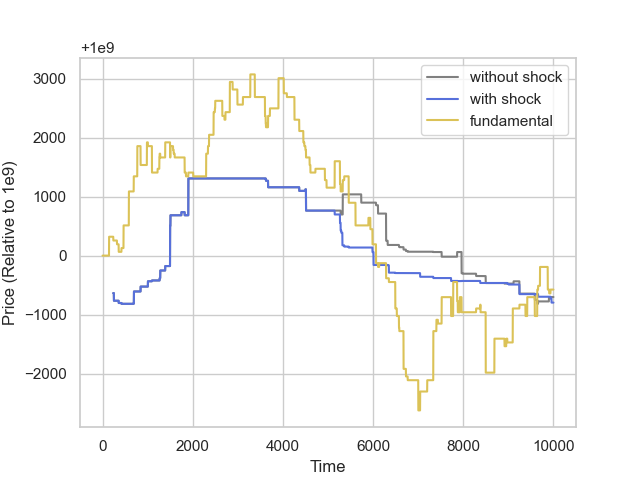 +1e9
3000
2000
1000
0
−1000
−2000
Price (Relative to 1e9)
0
2000
4000
6000
8000
10000
Time
without shock
with shock
fundamental